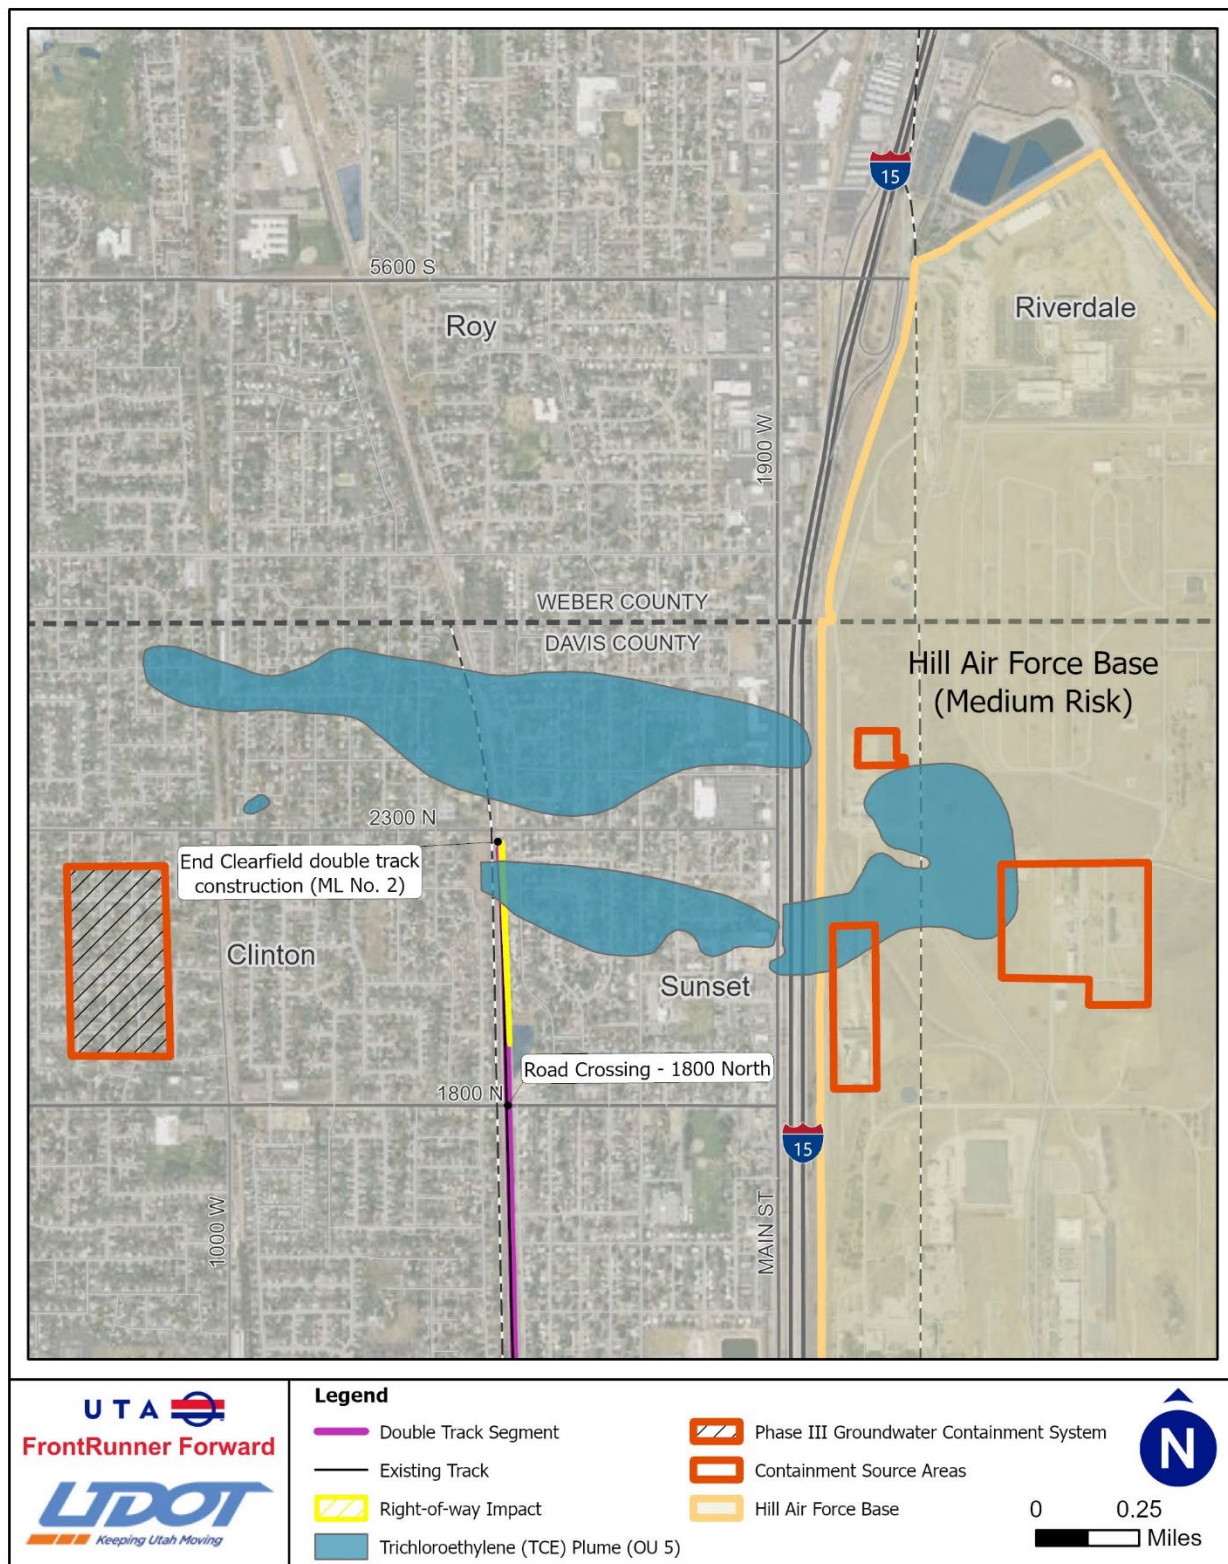 15
5600 S
Roy
Riverdale
1900 W
WEBER COUNTY
DAVIS COUNTY
Hill Air Force Base
(Medium Risk)
2300 N
End Clearfield double track
construction (ML No. 2)
Clinton
Sunset
Road Crossing - 1800 North
1800 N
15
1000 W
MAIN ST
UTA
FrontRunner Forward
UDOT
Keeping Utah Moving
Legend
Double Track Segment
Existing Track
Right-of-way Impact
Trichloroethylene (TCE) Plume (OU 5)
Phase III Groundwater Containment System
Containment Source Areas
Hill Air Force Base
N
0 0.25
Miles